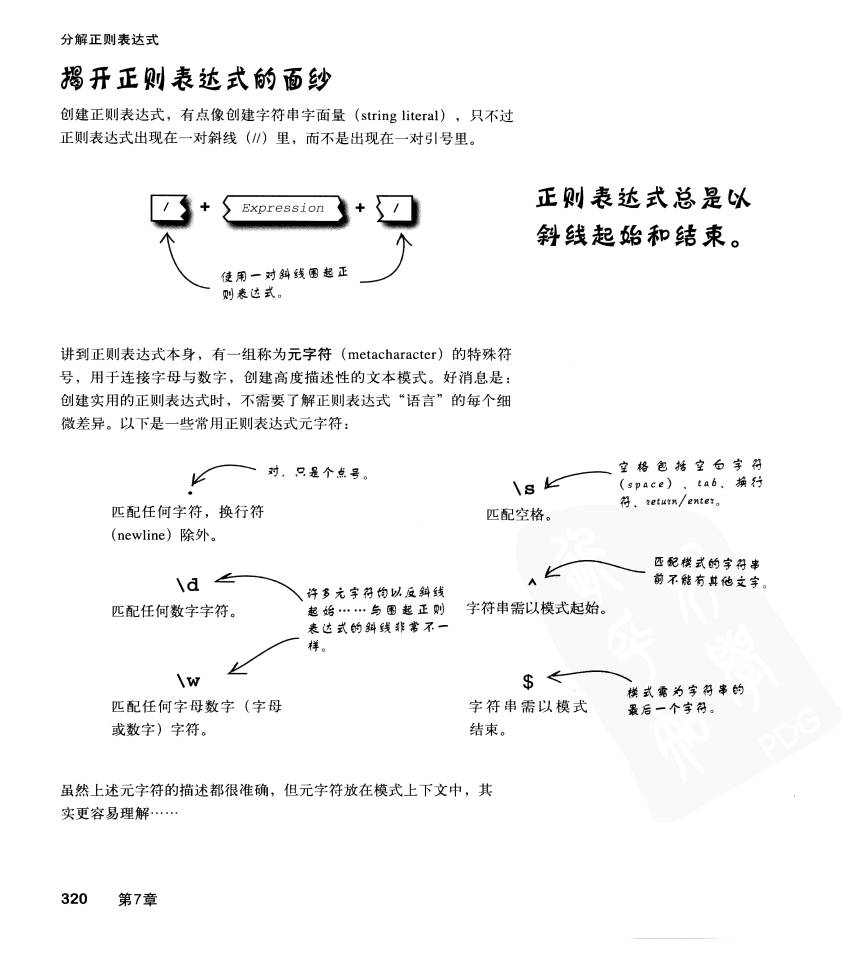 分解正则表达式
揭开正则表达式的面纱
创建正则表达式，有点像创建字符串字面量（string literal），只不过
正则表达式出现在一对斜线（//）里，而不是出现在一对引号里。
/ + Expression + /
使用一对斜线围起正
则表达式。
正则表达式总是以
斜线起始和结束。
讲到正则表达式本身，有一组称为元字符（metacharacter）的特殊符
号，用于连接字母与数字，创建高度描述性的文本模式。好消息是：
创建实用的正则表达式时，不需要了解正则表达式“语言”的每个细
微差异。以下是一些常用正则表达式元字符：
.
对，只是个点号。
匹配任何字符，换行符
（newline）除外。
\d
匹配任何数字字符。
许多元字符均以反斜线
起始……与围起正则
表达式的斜线非常不一
样。
\w
匹配任何字母数字（字母
或数字）字符。
\s
空格包括空白字符
（space）、tab、换行
符、return/enter。
匹配空格。
^
匹配模式的字符串
前不能有其他文字。
字符串需以模式起始。
$
模式需为字符串的
最后一个字符。
字符串需以模式
结束。
虽然上述元字符的描述都很准确，但元字符放在模式上下文中，其
实更容易理解……
320 第7章
PDG